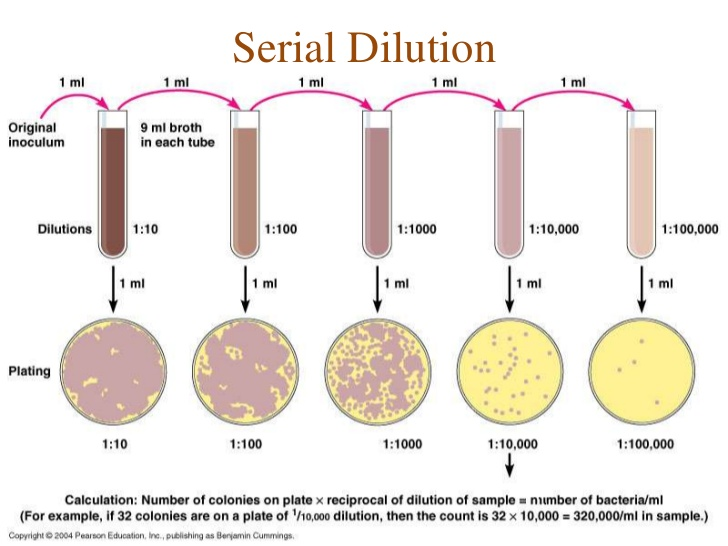 Serial Dilution
1 ml 1 ml 1 ml 1 ml 1 ml
Original
inoculum
9 ml broth
in each tube
Dilutions 1:10 1:100 1:1000 1:10,000 1:100,000
1 ml 1 ml 1 ml 1 ml 1 ml
Plating
1:10 1:100 1:1000 1:10,000 1:100,000
Calculation: Number of colonies on plate × reciprocal of dilution of sample = number of bacteria/ml
(For example, if 32 colonies are on a plate of 1/10,000 dilution, then the count is 32 × 10,000 = 320,000/ml in sample.)
Copyright © 2004 Pearson Education, Inc., publishing as Benjamin Cummings.